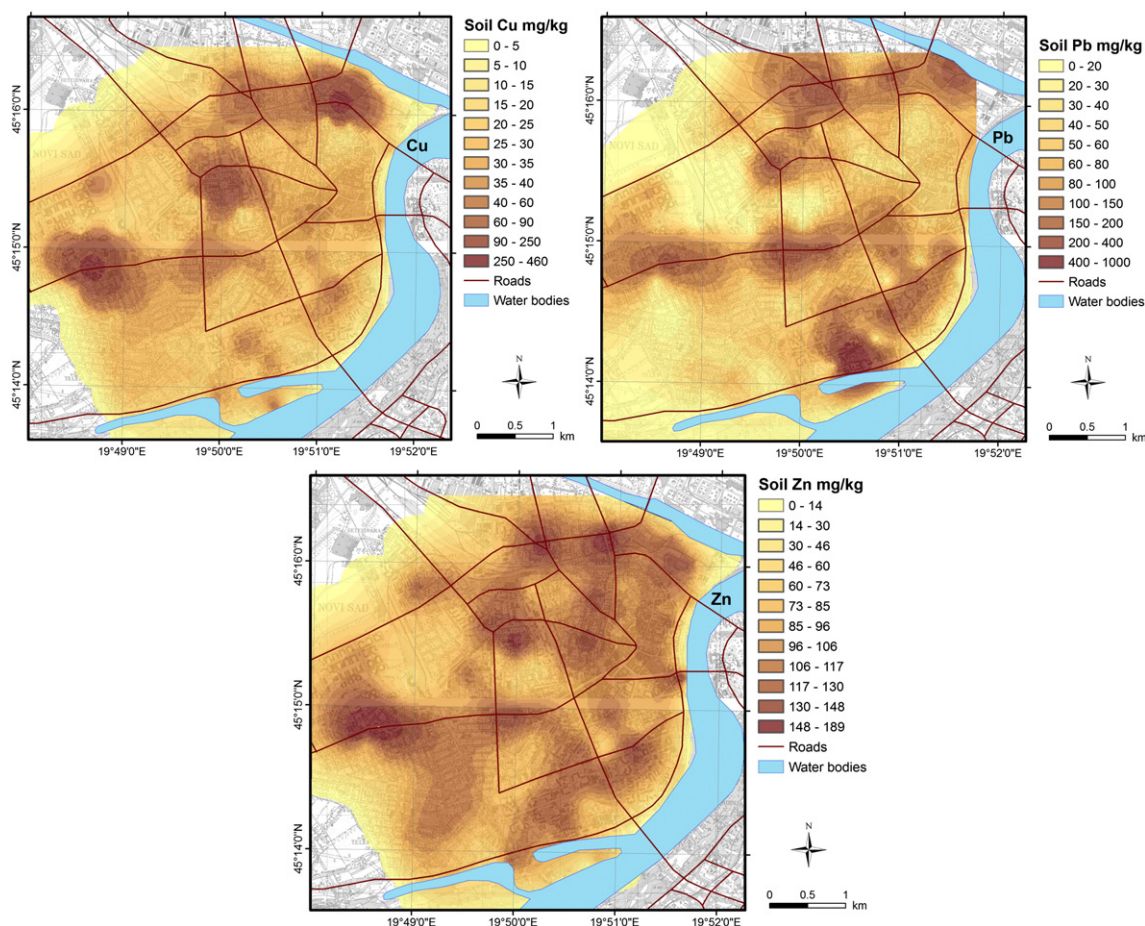 Soil Cu mg/kg
0 - 5
5 - 10
10 - 15
15 - 20
20 - 25
25 - 30
30 - 35
35 - 40
40 - 60
60 - 90
90 - 250
250 - 460
Roads
Water bodies
Cu
NOVI SAD
45°16'0"N
45°15'0"N
45°14'0"N
19°49'0"E
19°50'0"E
19°51'0"E
19°52'0"E
N
0 0.5 1
km
Soil Pb mg/kg
0 - 20
20 - 30
30 - 40
40 - 50
50 - 60
60 - 80
80 - 100
100 - 150
150 - 200
200 - 400
400 - 1000
Roads
Water bodies
Pb
NOVI SAD
45°16'0"N
45°15'0"N
45°14'0"N
19°49'0"E
19°50'0"E
19°51'0"E
19°52'0"E
N
0 0.5 1
km
Soil Zn mg/kg
0 - 14
14 - 30
30 - 46
46 - 60
60 - 73
73 - 85
85 - 96
96 - 106
106 - 117
117 - 130
130 - 148
148 - 189
Roads
Water bodies
Zn
NOVI SAD
45°16'0"N
45°15'0"N
45°14'0"N
19°49'0"E
19°50'0"E
19°51'0"E
19°52'0"E
N
0 0.5 1
km